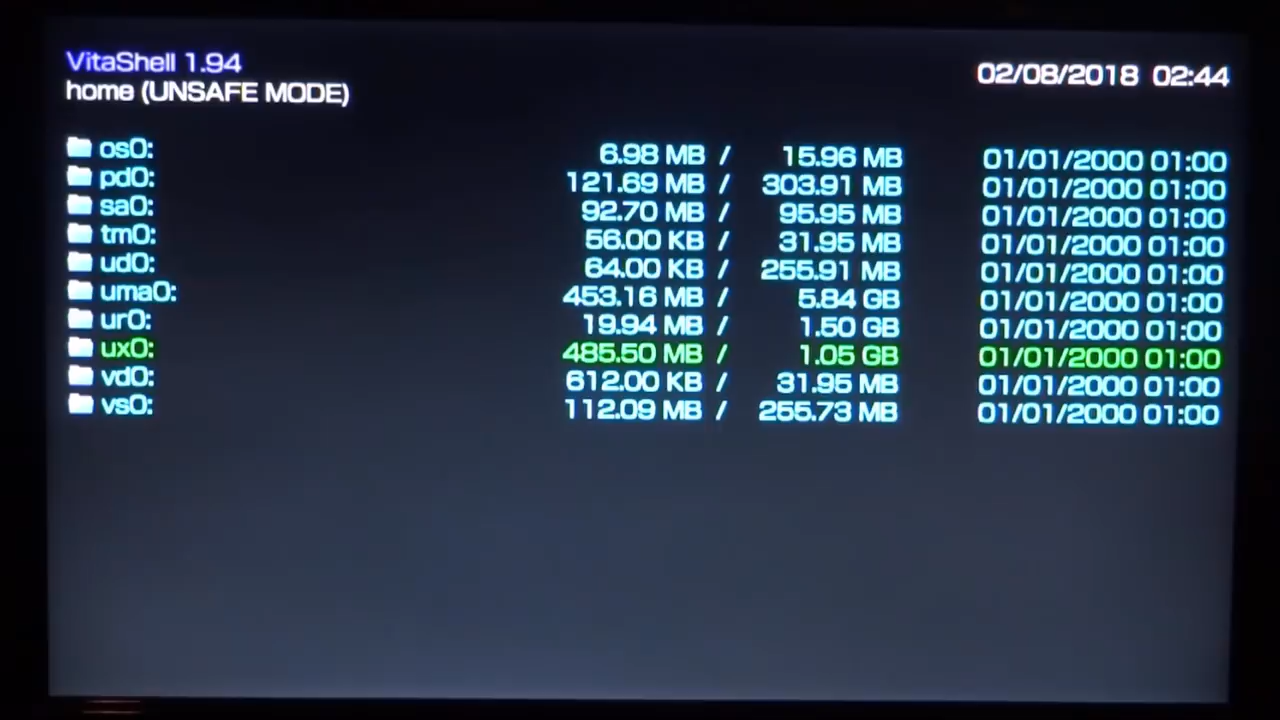 VitaShell 1.94
home (UNSAFE MODE)
02/08/2018 02:44
os0: 6.98 MB / 15.96 MB 01/01/2000 01:00
pd0: 121.69 MB / 303.91 MB 01/01/2000 01:00
sa0: 92.70 MB / 95.95 MB 01/01/2000 01:00
tm0: 56.00 KB / 31.95 MB 01/01/2000 01:00
ud0: 64.00 KB / 255.91 MB 01/01/2000 01:00
uma0: 453.16 MB / 5.84 GB 01/01/2000 01:00
ur0: 19.94 MB / 1.50 GB 01/01/2000 01:00
ux0: 485.50 MB / 1.05 GB 01/01/2000 01:00
vd0: 612.00 KB / 31.95 MB 01/01/2000 01:00
vs0: 112.09 MB / 255.73 MB 01/01/2000 01:00